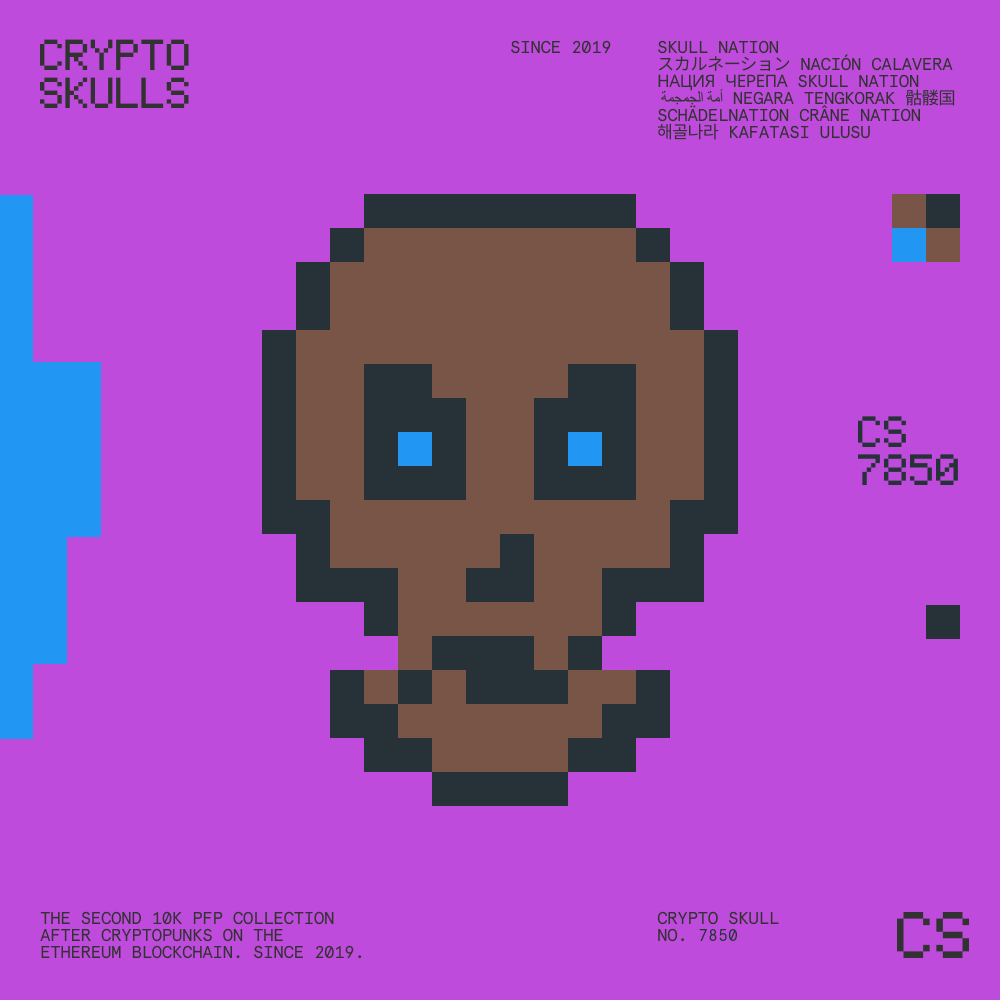 CRYPTO
SKULLS
SINCE 2019
SKULL NATION
スカルネーション NACIÓN CALAVERA
НАЦИЯ ЧЕРЕПА SKULL NATION
أمة الجمجمة NEGARA TENGKORAK 骷髅国
SCHÄDELNATION CRÂNE NATION
해골나라 KAFATASI ULUSU
CS
7850
THE SECOND 10K PFP COLLECTION
AFTER CRYPTOPUNKS ON THE
ETHEREUM BLOCKCHAIN. SINCE 2019.
CRYPTO SKULL
NO. 7850
CS